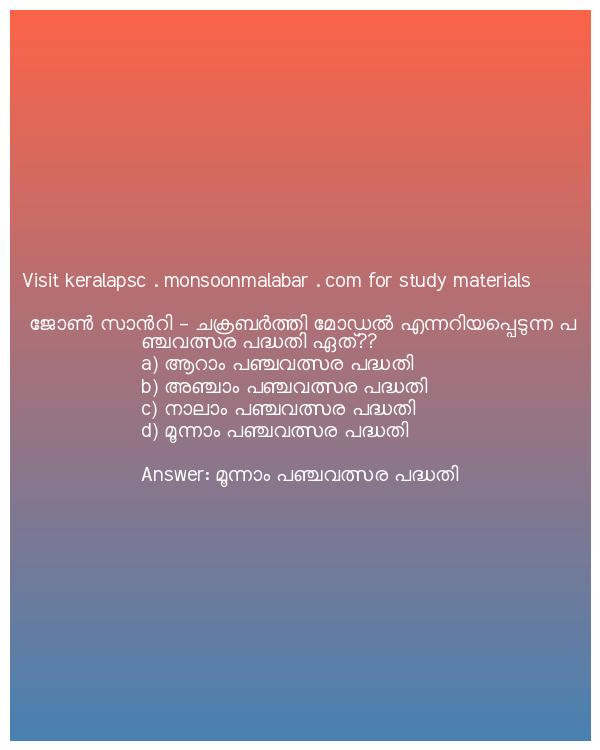 Visit keralapsc . monsoonmalabar . com for study materials
ജോൺ സാൻറി - ചക്രബർത്തി മോഡൽ എന്നറിയപ്പെടുന്ന പ
ഞ്ചവത്സര പദ്ധതി ഏത്??
a) ആറാം പഞ്ചവത്സര പദ്ധതി
b) അഞ്ചാം പഞ്ചവത്സര പദ്ധതി
c) നാലാം പഞ്ചവത്സര പദ്ധതി
d) മൂന്നാം പഞ്ചവത്സര പദ്ധതി
Answer: മൂന്നാം പഞ്ചവത്സര പദ്ധതി